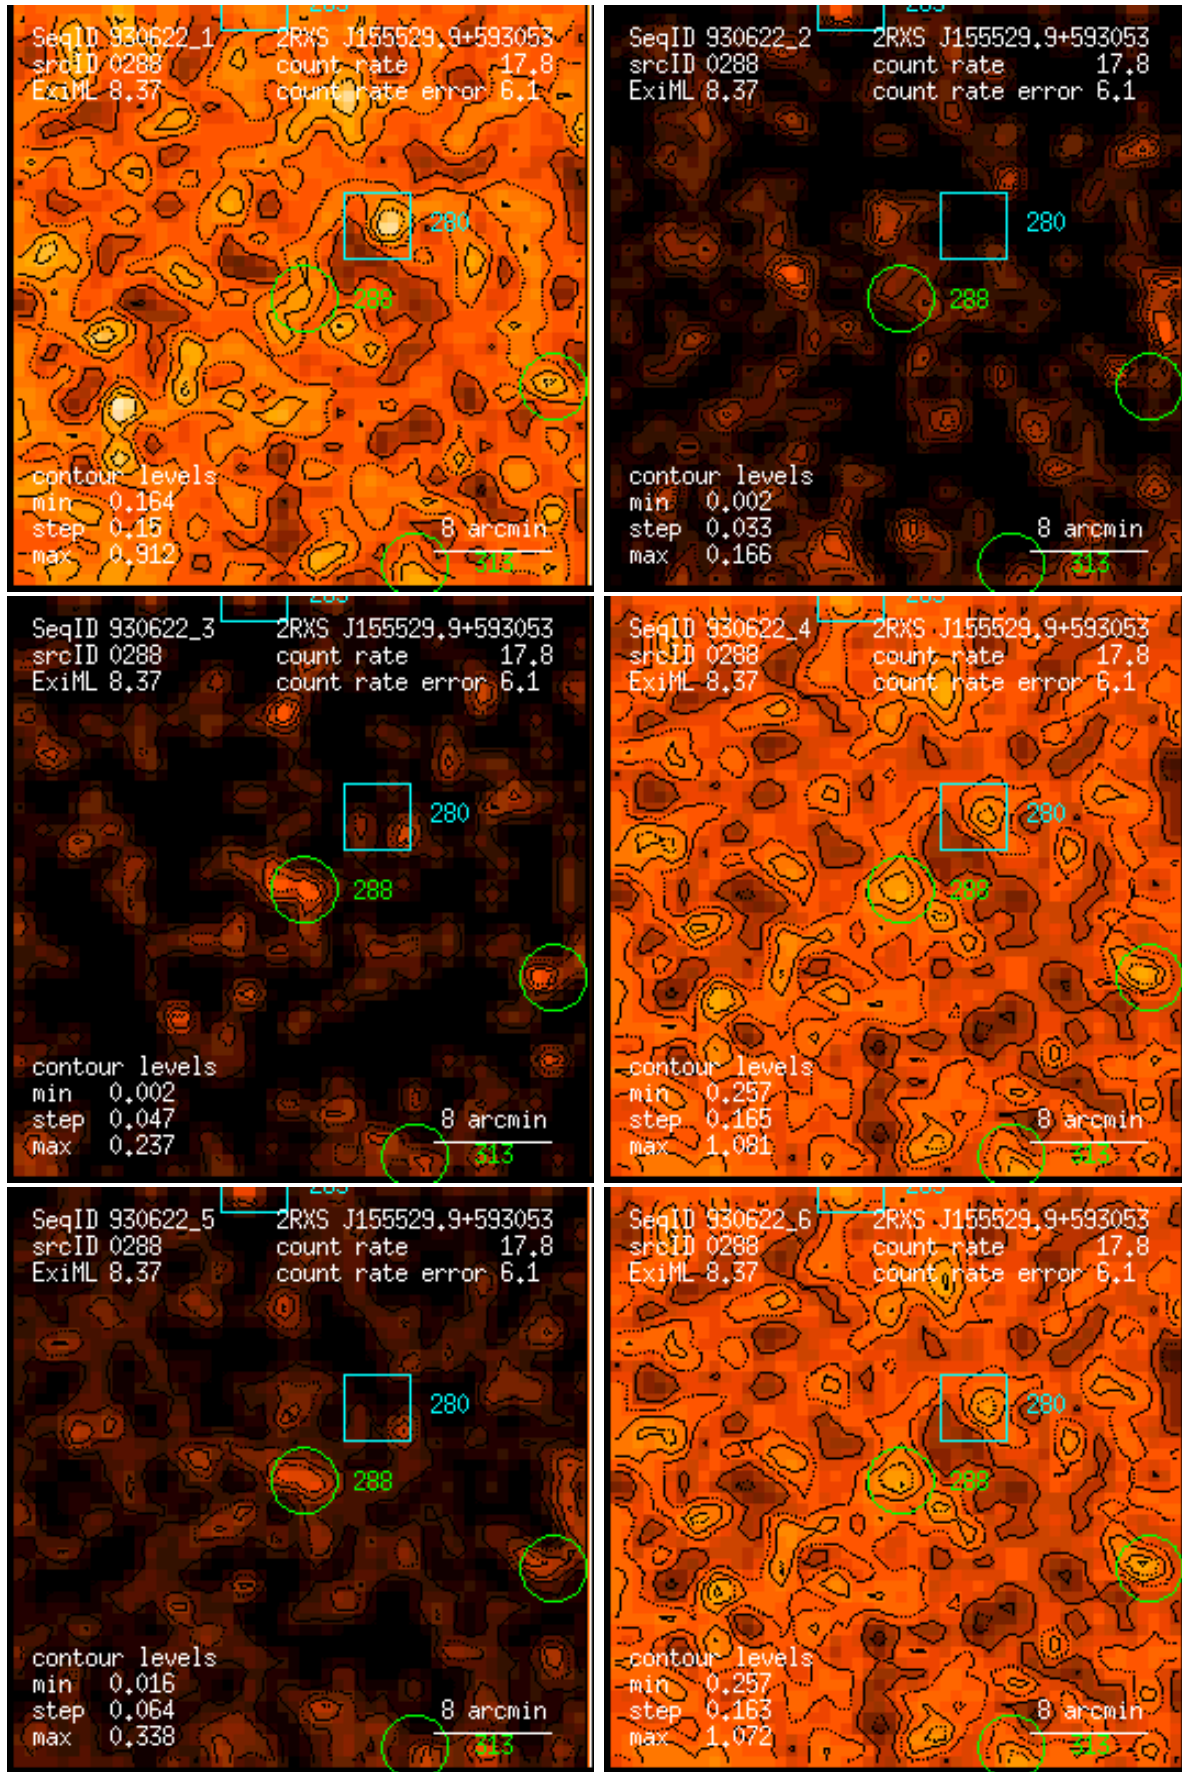 SeqID 930622_1 2RXS J155529.9+593053
srcID 0288 count rate 17.8
ExiML 8.37 count rate error 6.1
280
288
contour levels
min 0.164
step 0.15 8 arcmin
max 0.912 313
SeqID 930622_2 2RXS J155529.9+593053
srcID 0288 count rate 17.8
ExiML 8.37 count rate error 6.1
280
288
contour levels
min 0.002
step 0.033 8 arcmin
max 0.166 313
SeqID 930622_3 2RXS J155529.9+593053
srcID 0288 count rate 17.8
ExiML 8.37 count rate error 6.1
280
288
contour levels
min 0.002
step 0.047 8 arcmin
max 0.237 313
SeqID 930622_4 2RXS J155529.9+593053
srcID 0288 count rate 17.8
ExiML 8.37 count rate error 6.1
280
288
contour levels
min 0.257
step 0.165 8 arcmin
max 1.081 313
SeqID 930622_5 2RXS J155529.9+593053
srcID 0288 count rate 17.8
ExiML 8.37 count rate error 6.1
280
288
contour levels
min 0.016
step 0.064 8 arcmin
max 0.338 313
SeqID 930622_6 2RXS J155529.9+593053
srcID 0288 count rate 17.8
ExiML 8.37 count rate error 6.1
280
288
contour levels
min 0.257
step 0.163 8 arcmin
max 1.072 313